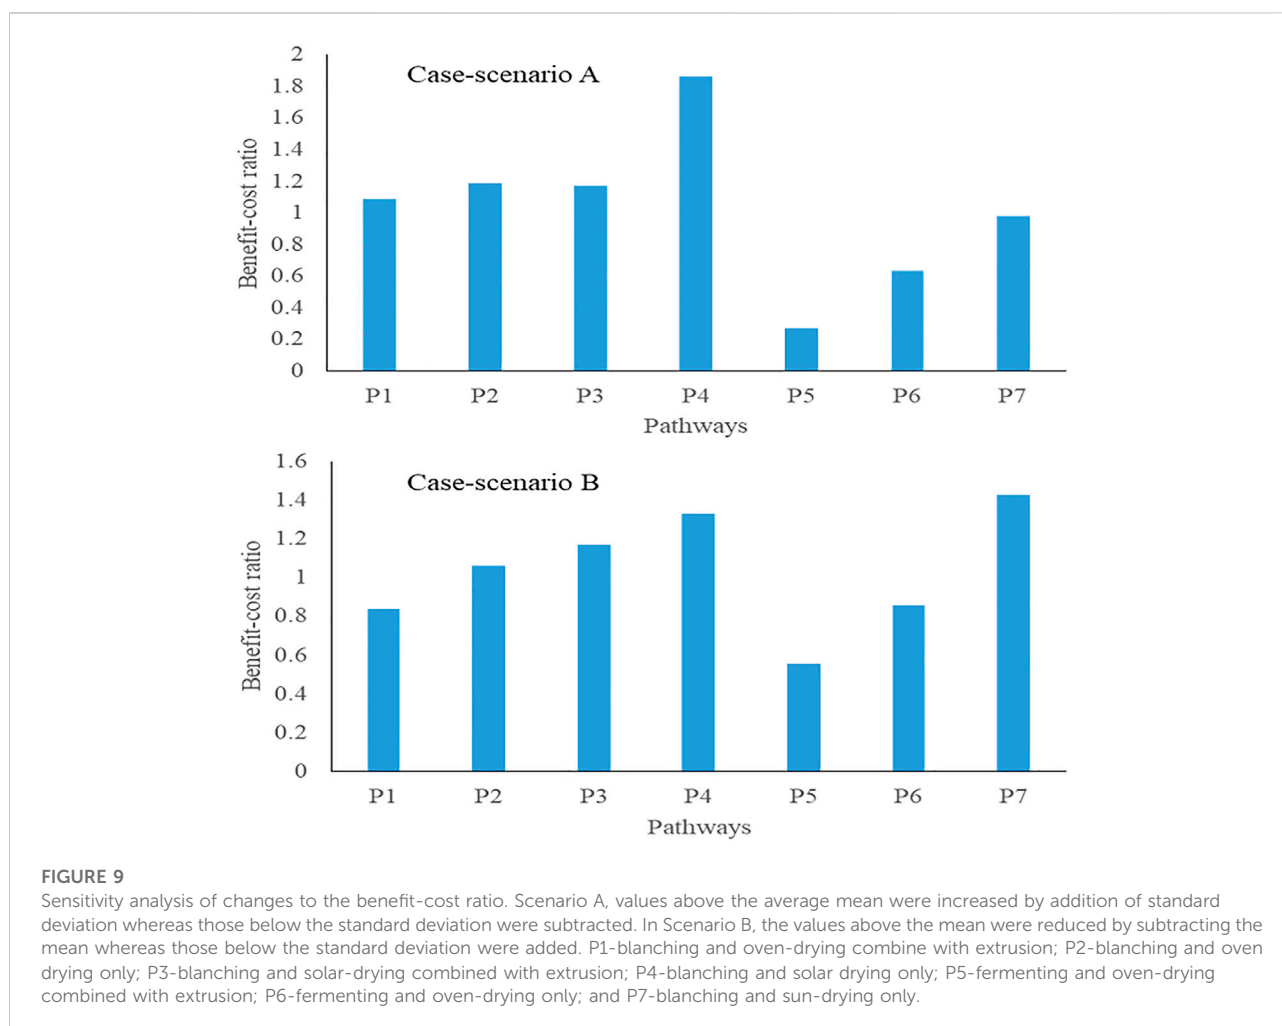 Case-scenario A
Benefit-cost ratio
2
1.8
1.6
1.4
1.2
1
0.8
0.6
0.4
0.2
0
P1 P2 P3 P4 P5 P6 P7
Pathways
Case-scenario B
Benefit-cost ratio
1.6
1.4
1.2
1
0.8
0.6
0.4
0.2
0
P1 P2 P3 P4 P5 P6 P7
Pathways
FIGURE 9
Sensitivity analysis of changes to the benefit-cost ratio. Scenario A, values above the average mean were increased by addition of standard
deviation whereas those below the standard deviation were subtracted. In Scenario B, the values above the mean were reduced by subtracting the
mean whereas those below the standard deviation were added. P1-blanching and oven-drying combine with extrusion; P2-blanching and oven
drying only; P3-blanching and solar-drying combined with extrusion; P4-blanching and solar drying only; P5-fermenting and oven-drying
combined with extrusion; P6-fermenting and oven-drying only; and P7-blanching and sun-drying only.